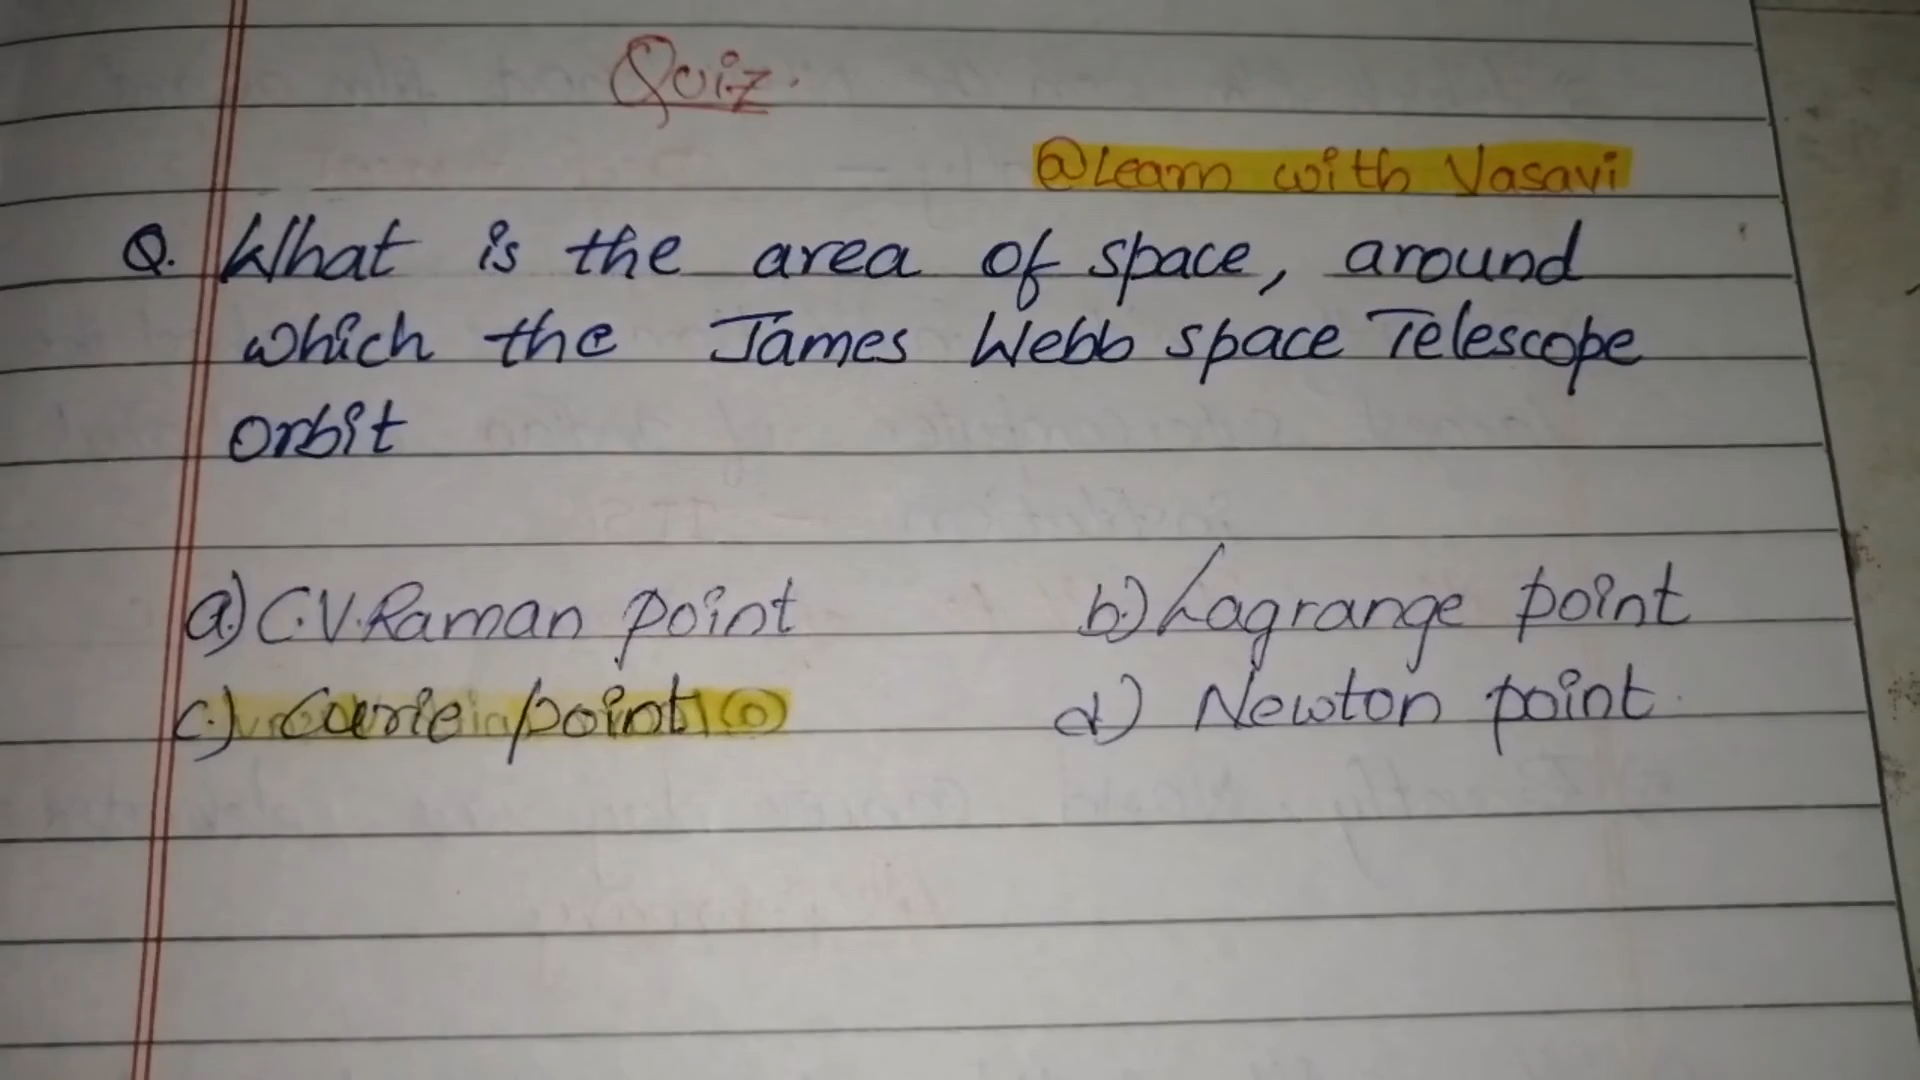 Quiz.
@Learn with Vasavi
Q. What is the area of space, around
which the James Webb space Telescope
orbit
a.) C.V.Raman point
b.) Lagrange point
c.) Curie point
d.) Newton point.